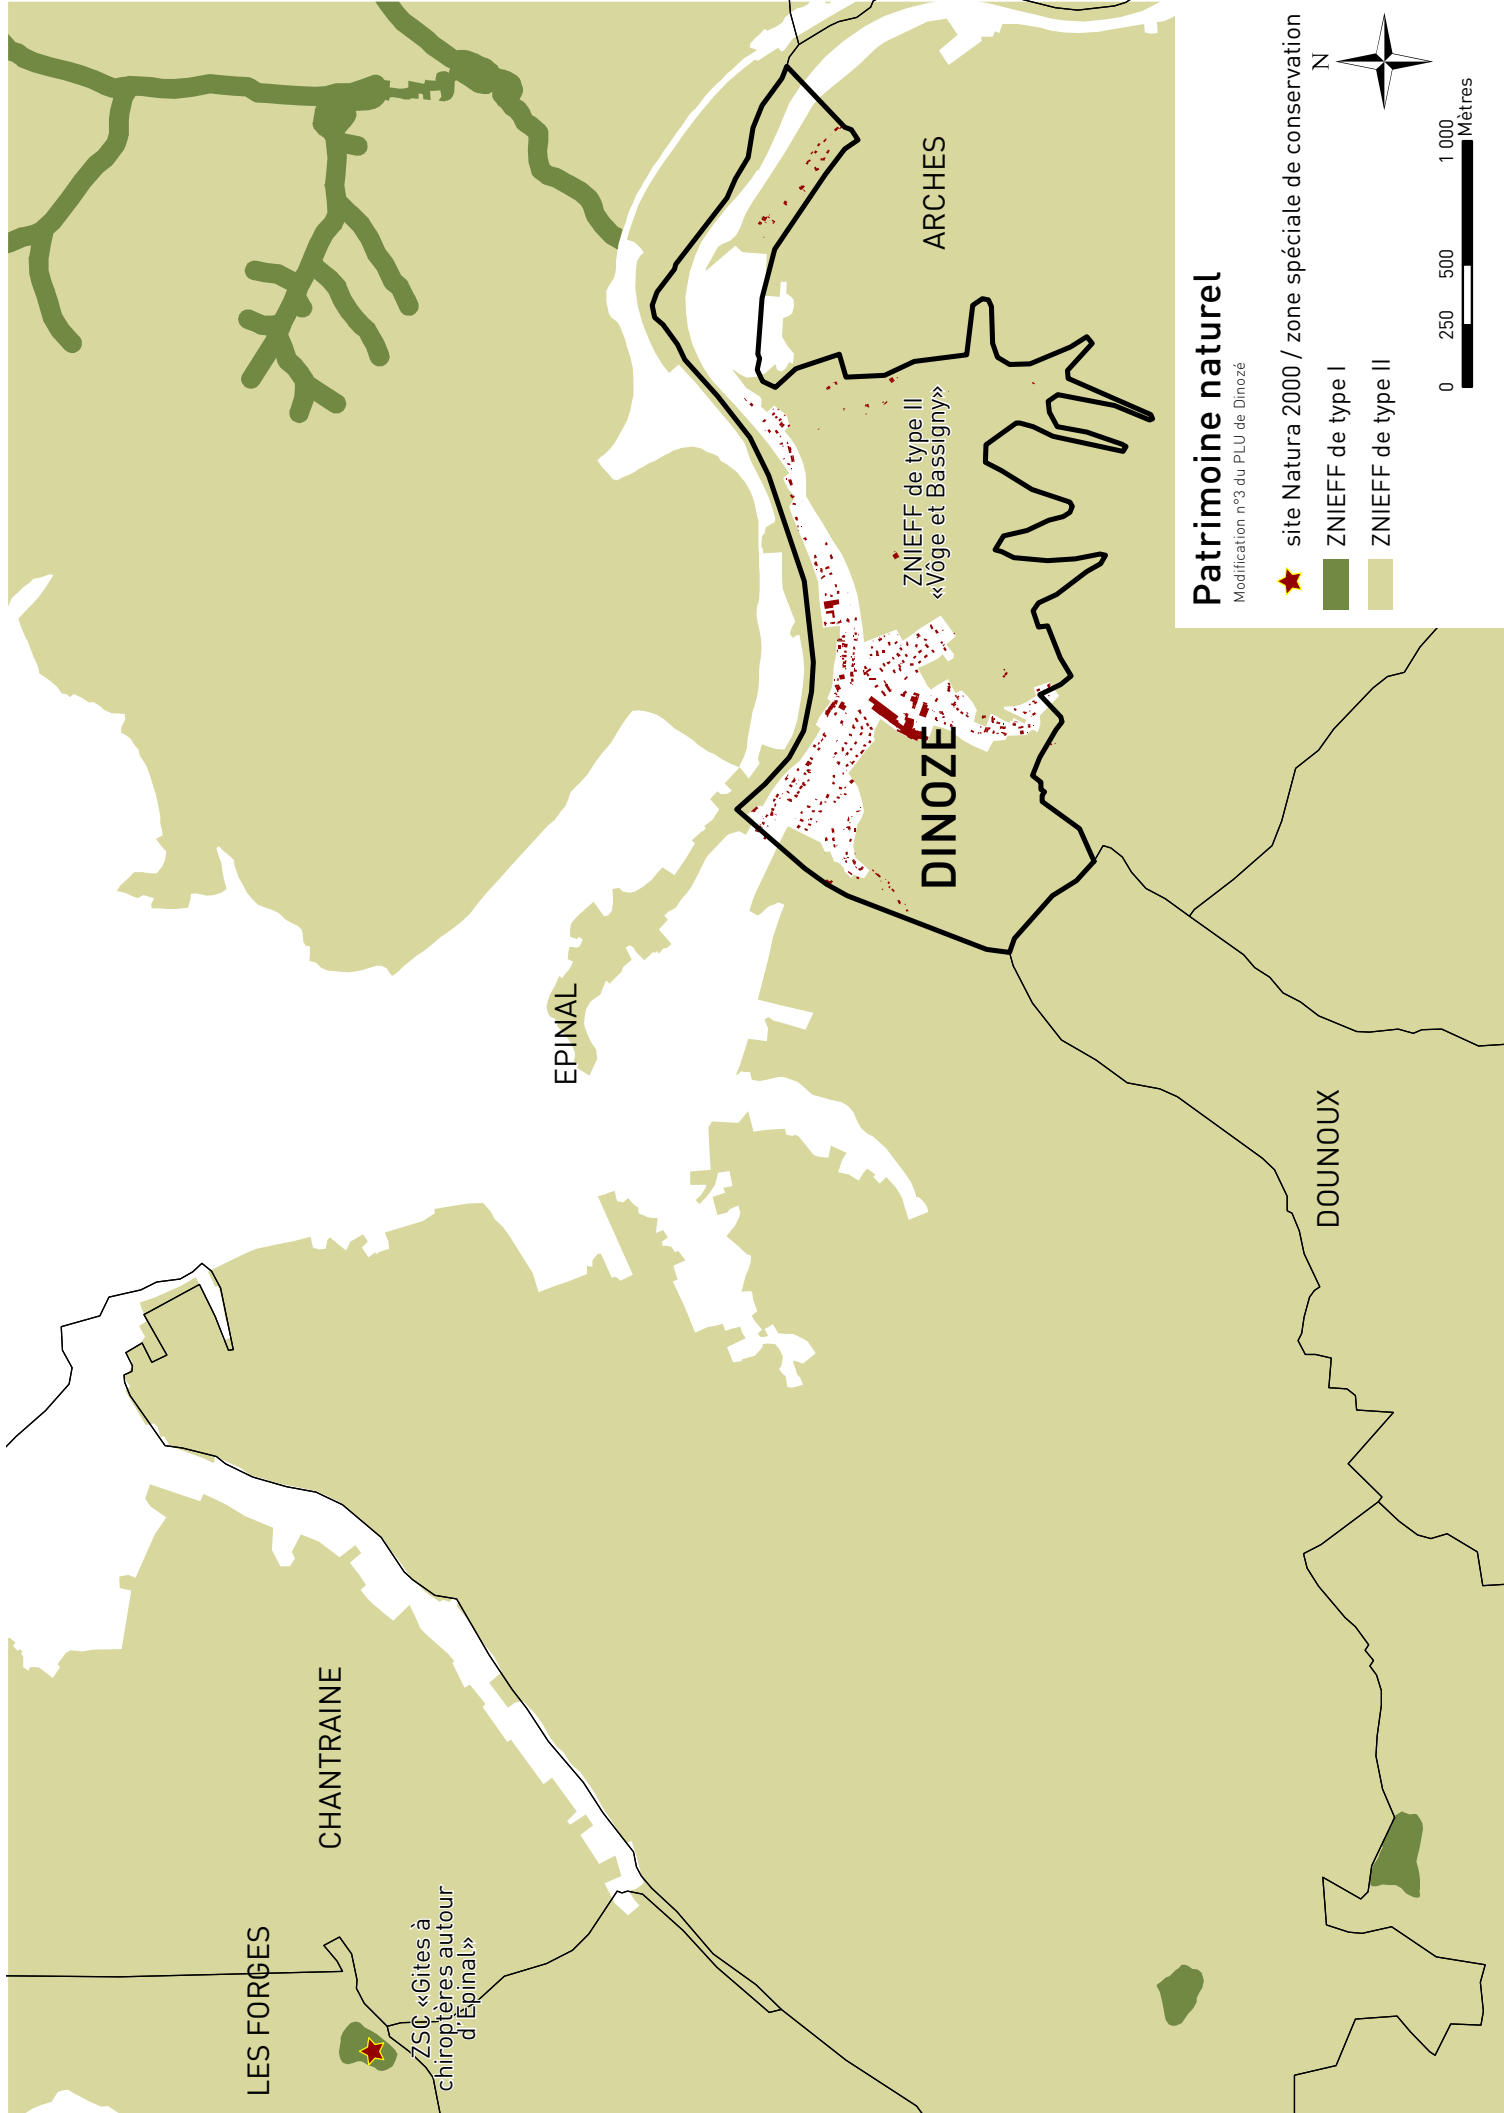 LES FORGES
ZSC «Gites à
chiroptères autour
d'Epinal»
CHANTRAINE
EPINAL
DOUNOUX
DINOZE
ZNIEFF de type II
«Vôge et Bassigny»
ARCHES
Patrimoine naturel
Modification n°3 du PLU de Dinozé
site Natura 2000 / zone spéciale de conservation
ZNIEFF de type I
ZNIEFF de type II
N
0 250 500 1 000
Mètres